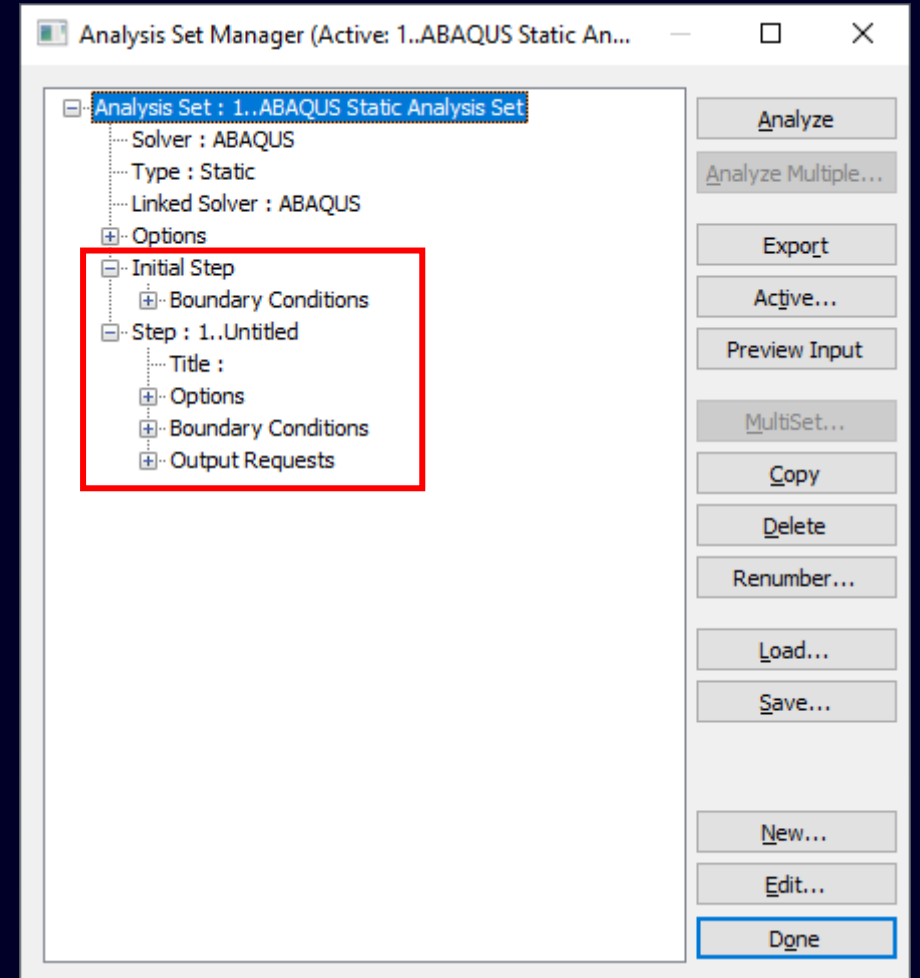 Analysis Set Manager (Active: 1..ABAQUS Static An...
Analysis Set : 1..ABAQUS Static Analysis Set
Solver : ABAQUS
Type : Static
Linked Solver : ABAQUS
Options
Initial Step
Boundary Conditions
Step : 1..Untitled
Title :
Options
Boundary Conditions
Output Requests
Analyze
Analyze Multiple...
Export
Active...
Preview Input
MultiSet...
Copy
Delete
Renumber...
Load...
Save...
New...
Edit...
Done